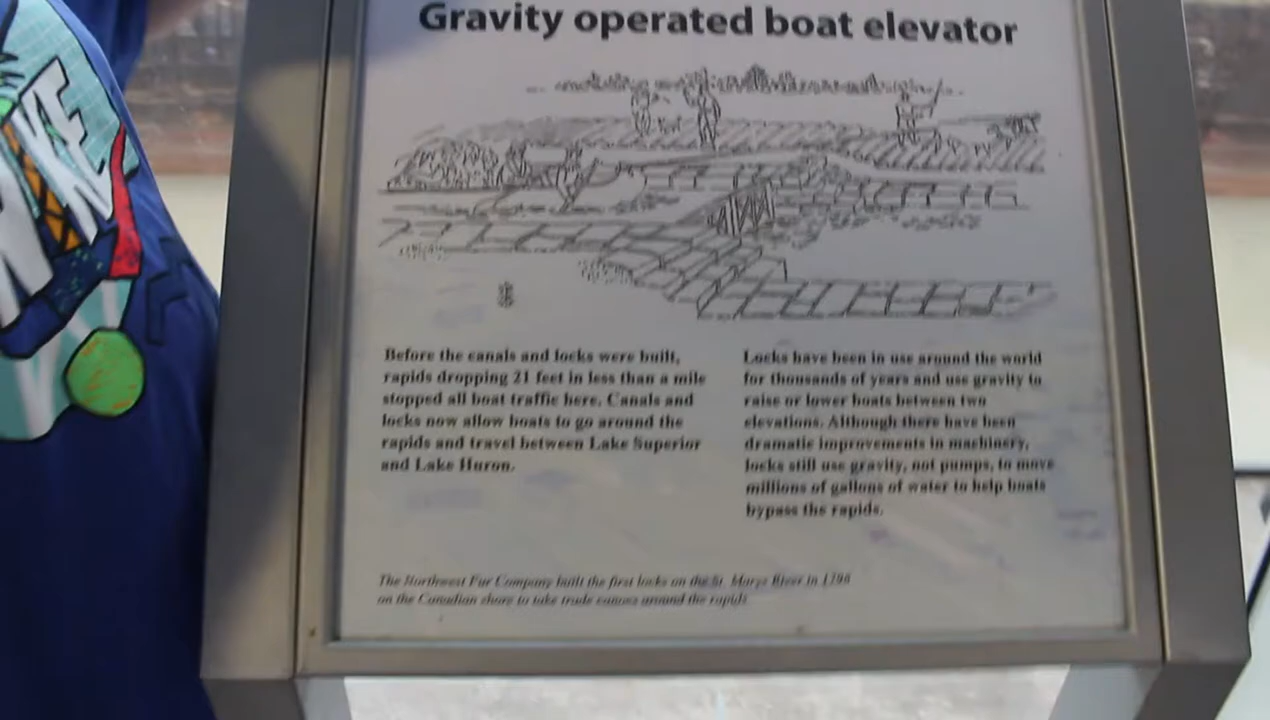 Gravity operated boat elevator
Before the canals and locks were built,
rapids dropping 21 feet in less than a mile
stopped all boat traffic here. Canals and
locks now allow boats to go around the
rapids and travel between Lake Superior
and Lake Huron.
Locks have been in use around the world
for thousands of years and use gravity to
raise or lower boats between two
elevations. Although there have been
dramatic improvements in machinery,
locks still use gravity, not pumps, to move
millions of gallons of water to help boats
bypass the rapids.
The Northwest Fur Company built the first locks on the St. Marys River in 1798
on the Canadian shore to take trade canoes around the rapids